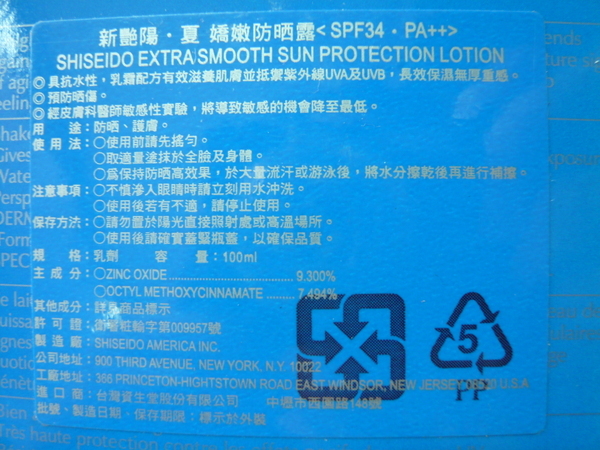 新艷陽・夏 嬌嫩防晒露<SPF34・PA++>
SHISEIDO EXTRA SMOOTH SUN PROTECTION LOTION
◎具抗水性，乳霜配方有效滋養肌膚並抵禦紫外線UVA及UVB，長效保濕無厚重感。
◎預防晒傷。
◎經皮膚科醫師敏感性實驗，將導致敏感的機會降至最低。
用　　途：防晒、護膚。
使 用 法：○使用前請先搖勻。
○取適量塗抹於全臉及身體。
○為保持防晒高效果，於大量流汗或游泳後，將水分擦乾後再進行補擦。
注意事項：○不慎滲入眼睛時請立刻用水沖洗。
○使用後若有不適，請停止使用。
保存方法：○請勿置於陽光直接照射處或高溫場所。
○使用後請確實蓋緊瓶蓋，以確保品質。
規　　格：乳劑　　容　　量：100ml
主 成 分：○ZINC OXIDE ........ 9.300%
○OCTYL METHOXYCINNAMATE ........ 7.494%
其他成分：詳見商品標示
許 可 證：衛署粧輸字第009957號
製 造 廠：SHISEIDO AMERICA INC.
公司地址：900 THIRD AVENUE, NEW YORK, N.Y. 10022
工廠地址：366 PRINCETON-HIGHTSTOWN ROAD EAST WINDSOR, NEW JERSEY 08520 U.S.A
進 口 商：台灣資生堂股份有限公司　中壢市西園路148號
批號、製造日期、保存期限：標示於外裝
5
PP
Très haute protection